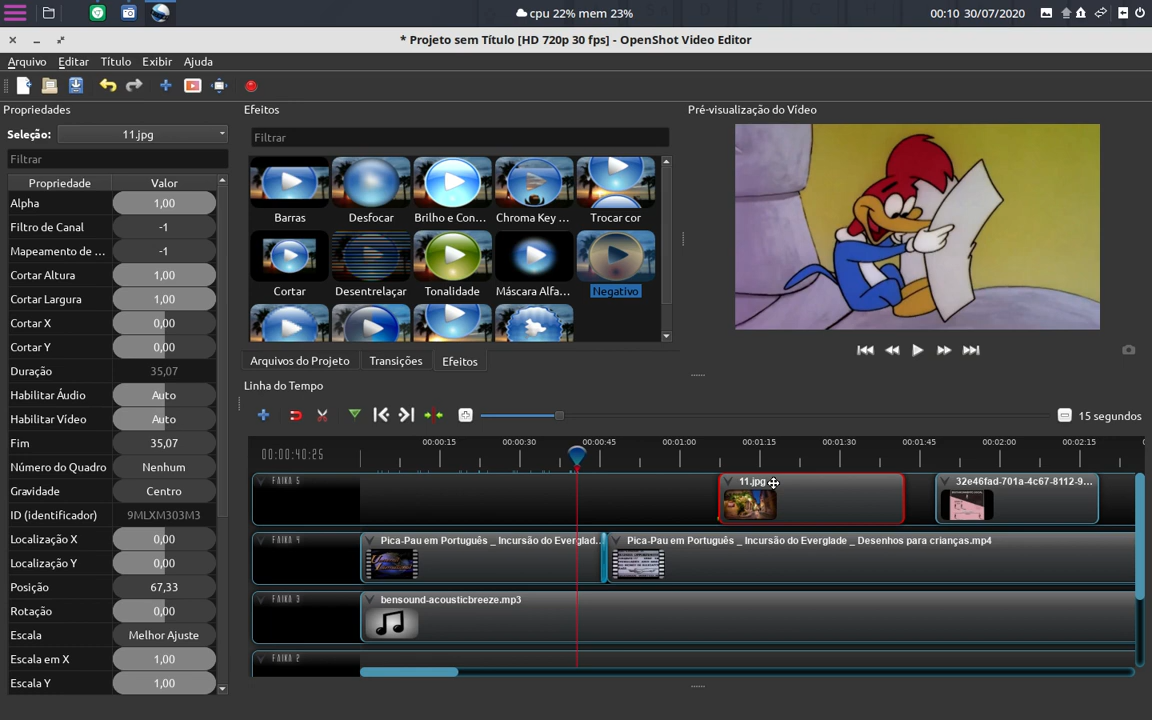 cpu 22% mem 23%
00:10 30/07/2020
* Projeto sem Título [HD 720p 30 fps] - OpenShot Video Editor
Arquivo Editar Título Exibir Ajuda
Propriedades
Seleção: 11.jpg
Filtrar
Propriedade Valor
Alpha 1,00
Filtro de Canal -1
Mapeamento de ... -1
Cortar Altura 1,00
Cortar Largura 1,00
Cortar X 0,00
Cortar Y 0,00
Duração 35,07
Habilitar Áudio Auto
Habilitar Vídeo Auto
Fim 35,07
Número do Quadro Nenhum
Gravidade Centro
ID (identificador) 9MLXM303M3
Localização X 0,00
Localização Y 0,00
Posição 67,33
Rotação 0,00
Escala Melhor Ajuste
Escala em X 1,00
Escala Y 1,00
Efeitos
Filtrar
Barras Desfocar Brilho e Con... Chroma Key ... Trocar cor
Cortar Desentrelaçar Tonalidade Máscara Alfa... Negativo
Arquivos do Projeto Transições Efeitos
Pré-visualização do Vídeo
Linha do Tempo
15 segundos
00:00:40:25
00:00:15 00:00:30 00:00:45 00:01:00 00:01:15 00:01:30 00:01:45 00:02:00 00:02:15
FAIXA 5
11.jpg
32e46fad-701a-4c67-8112-9...
FAIXA 4
Pica-Pau em Português _ Incursão do Everglad...
Pica-Pau em Português _ Incursão do Everglade _ Desenhos para crianças.mp4
FAIXA 3
bensound-acousticbreeze.mp3
FAIXA 2